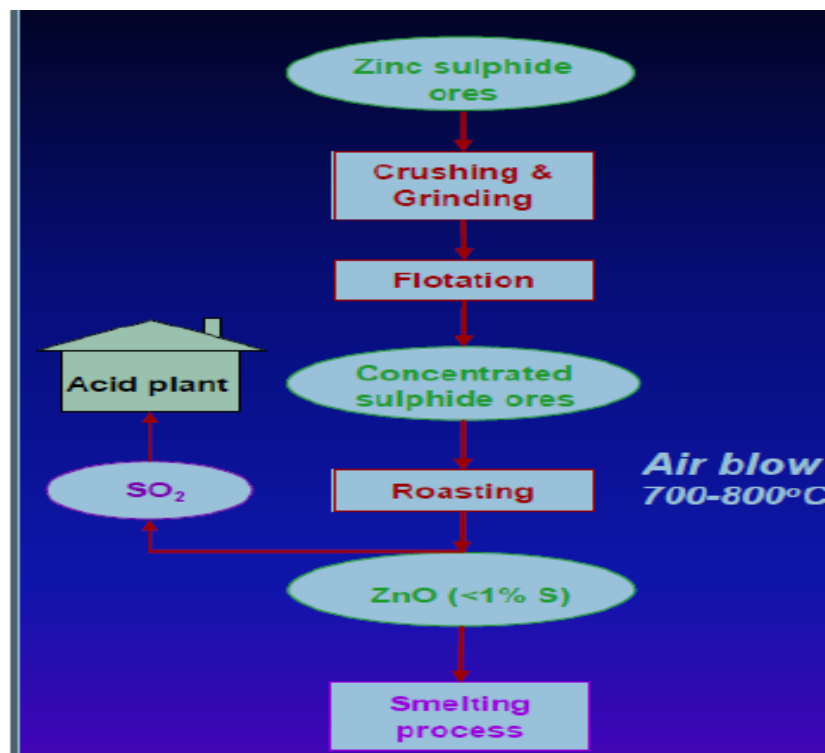 Zinc sulphide
ores
Crushing &
Grinding
Flotation
Concentrated
sulphide ores
Acid plant
Air blow
700-800°C
SO₂
Roasting
ZnO (<1% S)
Smelting
process